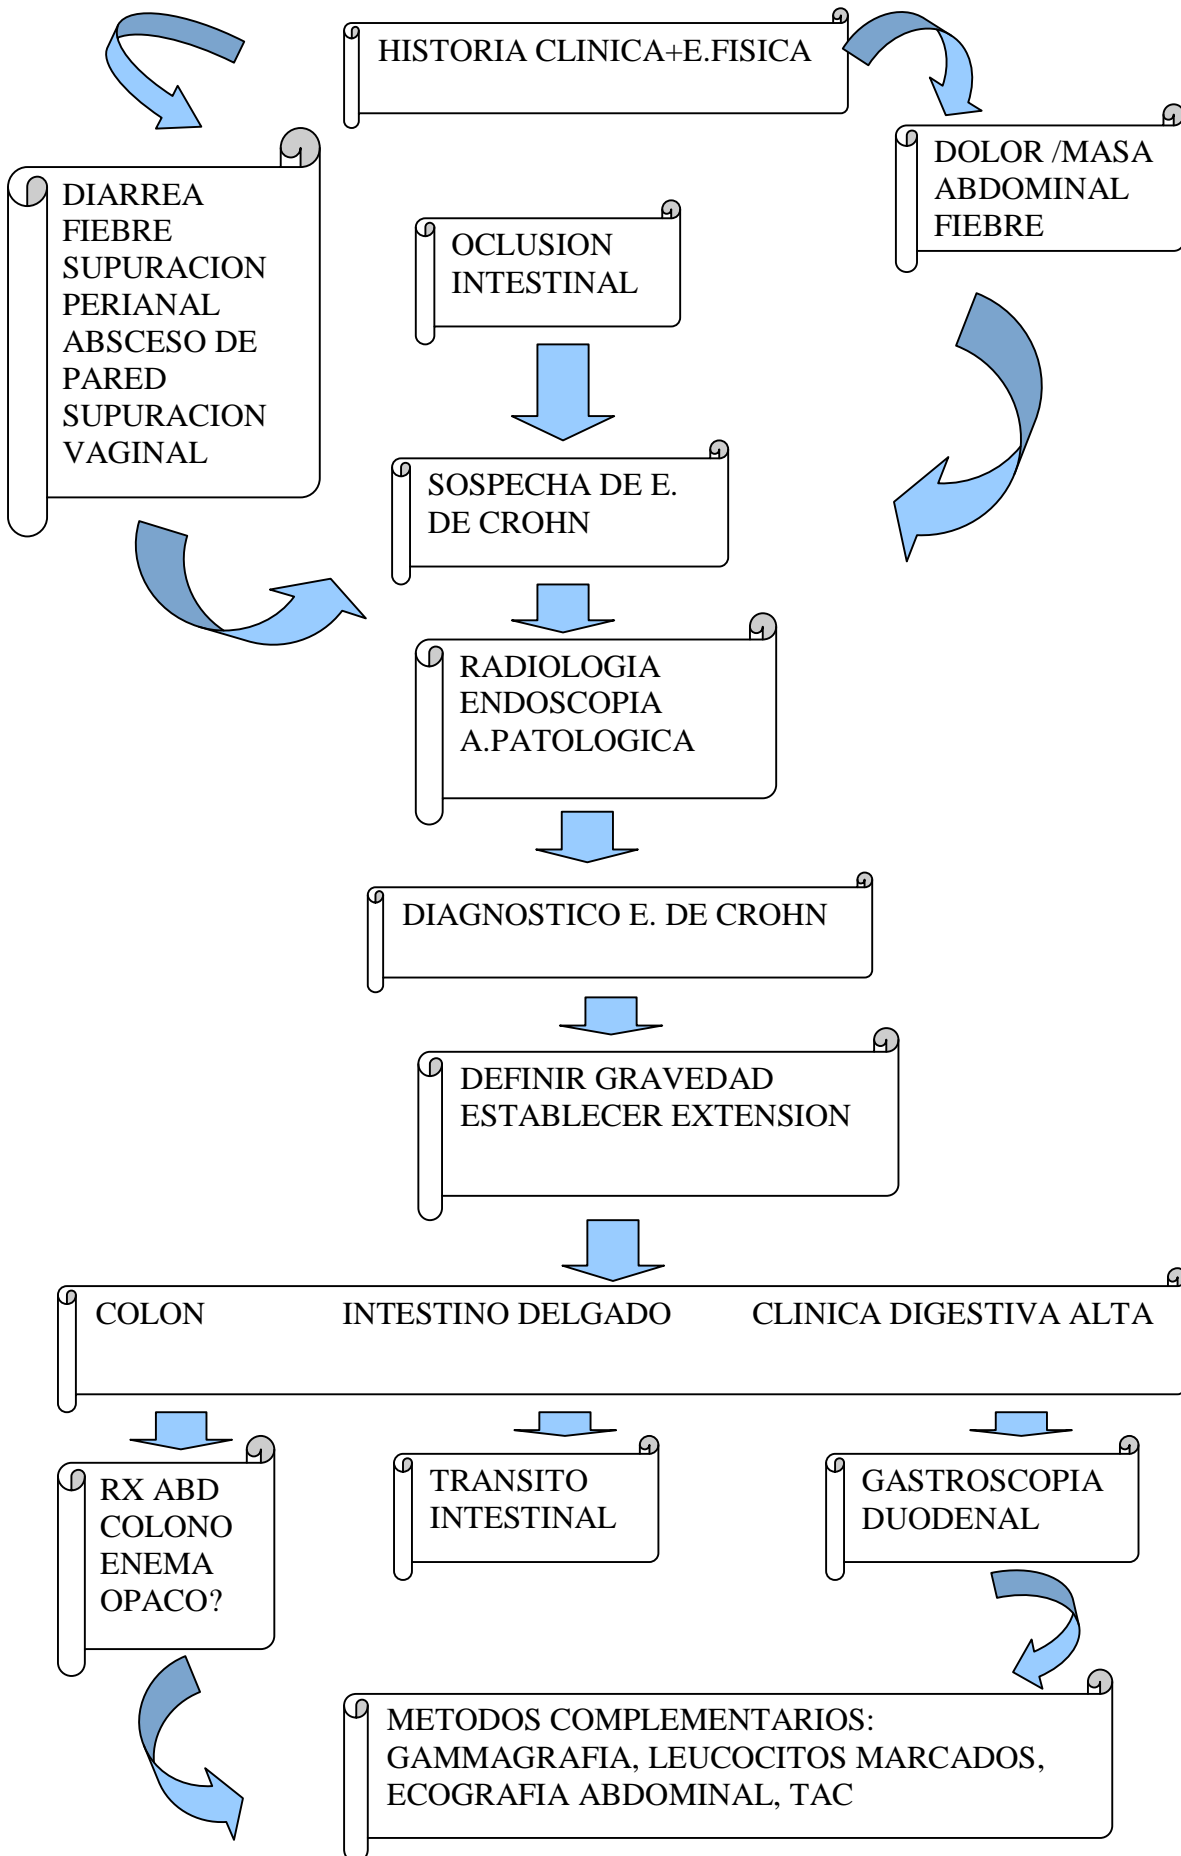 HISTORIA CLINICA+E.FISICA
DIARREA
FIEBRE
SUPURACION
PERIANAL
ABSCESO DE
PARED
SUPURACION
VAGINAL
OCLUSION
INTESTINAL
DOLOR /MASA
ABDOMINAL
FIEBRE
SOSPECHA DE E.
DE CROHN
RADIOLOGIA
ENDOSCOPIA
A.PATOLOGICA
DIAGNOSTICO E. DE CROHN
DEFINIR GRAVEDAD
ESTABLECER EXTENSION
COLON INTESTINO DELGADO CLINICA DIGESTIVA ALTA
RX ABD
COLONO
ENEMA
OPACO?
TRANSITO
INTESTINAL
GASTROSCOPIA
DUODENAL
METODOS COMPLEMENTARIOS:
GAMMAGRAFIA, LEUCOCITOS MARCADOS,
ECOGRAFIA ABDOMINAL, TAC